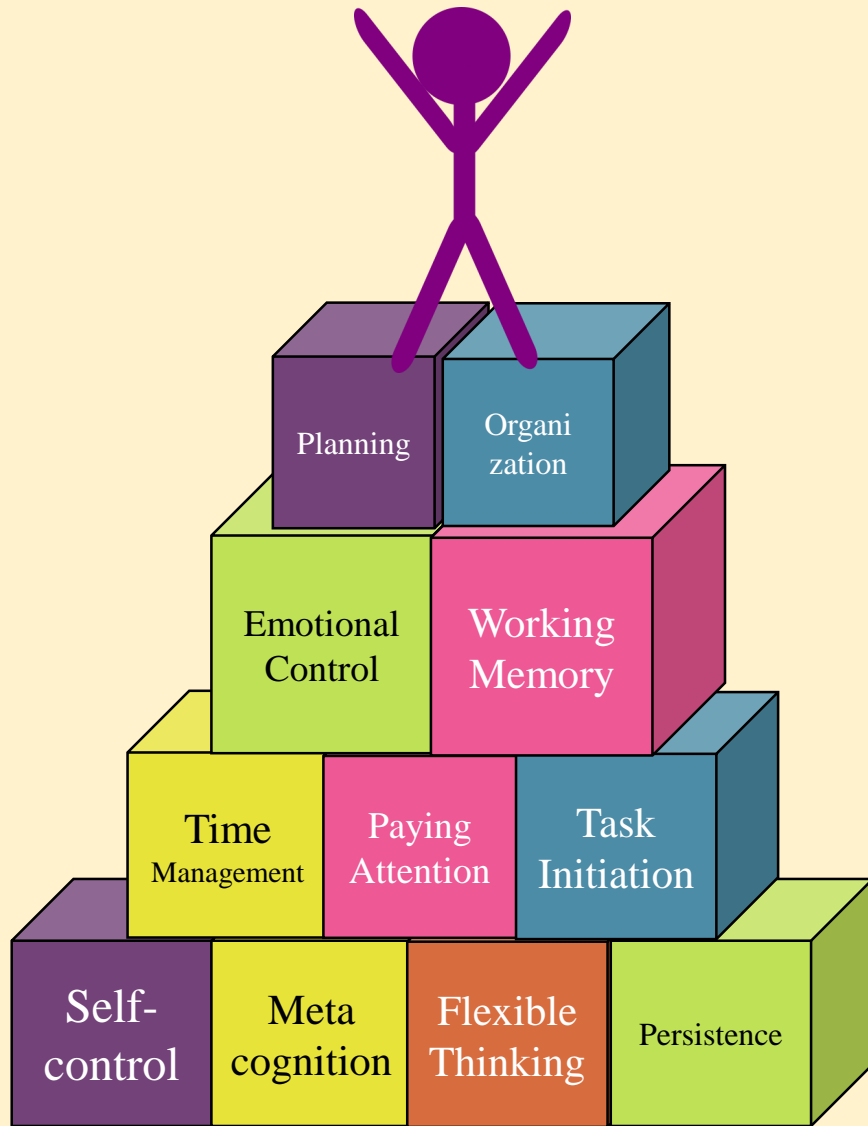 Planning
Organi
zation
Emotional
Control
Working
Memory
Time
Management
Paying
Attention
Task
Initiation
Self-
control
Meta
cognition
Flexible
Thinking
Persistence